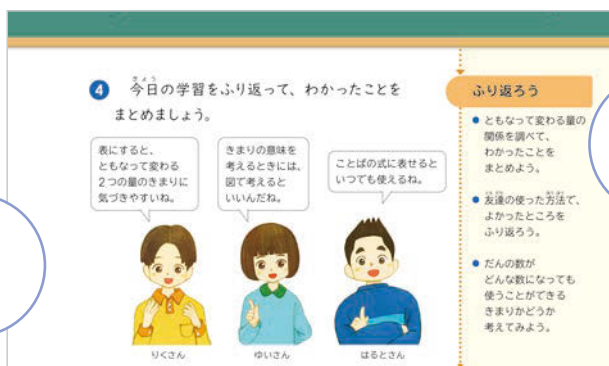 4 今日の学習をふり返って、わかったことを
まとめましょう。
表にすると、
ともなって変わる
2つの量のきまりに
気づきやすいね。
きまりの意味を
考えるときには、
図で考えると
いいんだね。
ことばの式に表せると
いつでも使えるね。
りくさん
ゆいさん
はるとさん
ふり返ろう
● ともなって変わる量の
関係を調べて、
わかったことを
まとめよう。
● 友達の使った方法で、
よかったところを
ふり返ろう。
● だんの数が
どんな数になっても
使うことができる
きまりかどうか
考えてみよう。